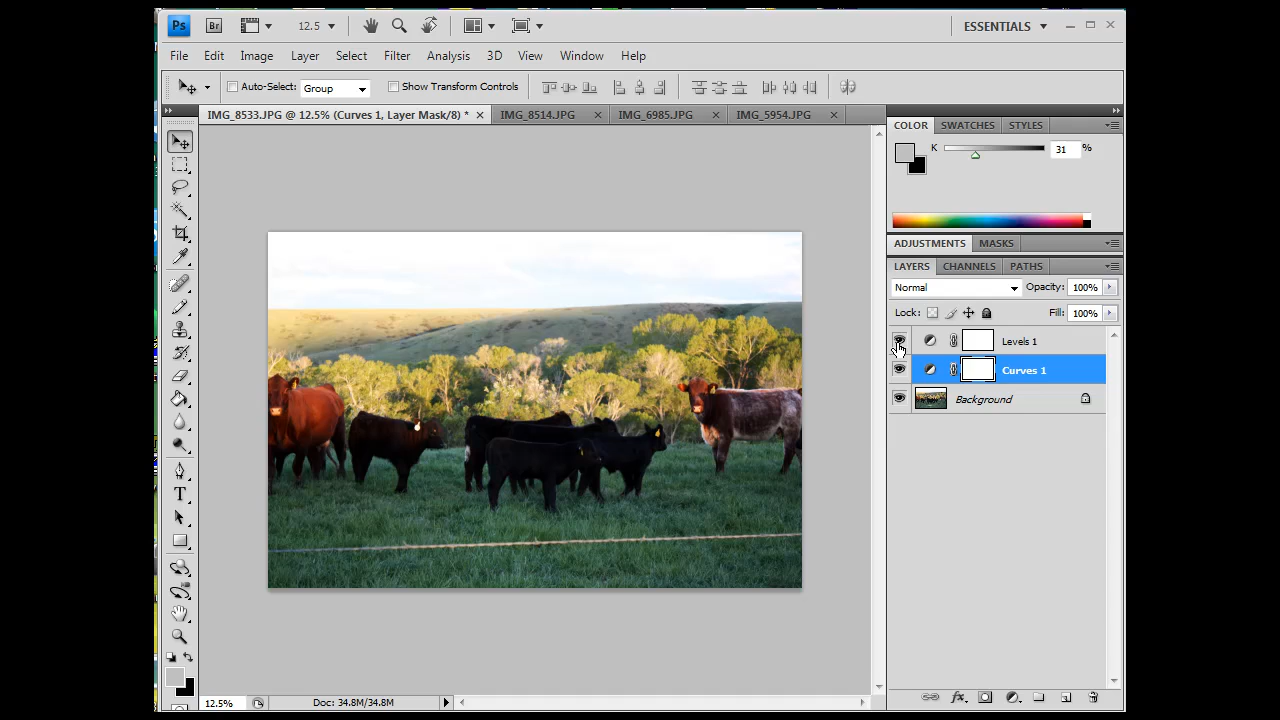 Ps Br 12.5 ESSENTIALS
File Edit Image Layer Select Filter Analysis 3D View Window Help
Auto-Select: Group Show Transform Controls
IMG_8533.JPG @ 12.5% (Curves 1, Layer Mask/8) * IMG_8514.JPG IMG_6985.JPG IMG_5954.JPG
COLOR SWATCHES STYLES
K 31 %
ADJUSTMENTS MASKS
LAYERS CHANNELS PATHS
Normal Opacity: 100%
Lock: Fill: 100%
Levels 1
Curves 1
Background
T
fx
12.5% Doc: 34.8M/34.8M